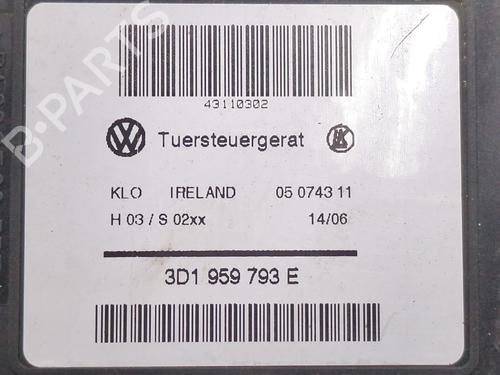 43110302
Tuersteuergerat
KLO IRELAND 05 0743 11
H 03 / S 02xx 14/06
3D1 959 793 E
B-PARTS